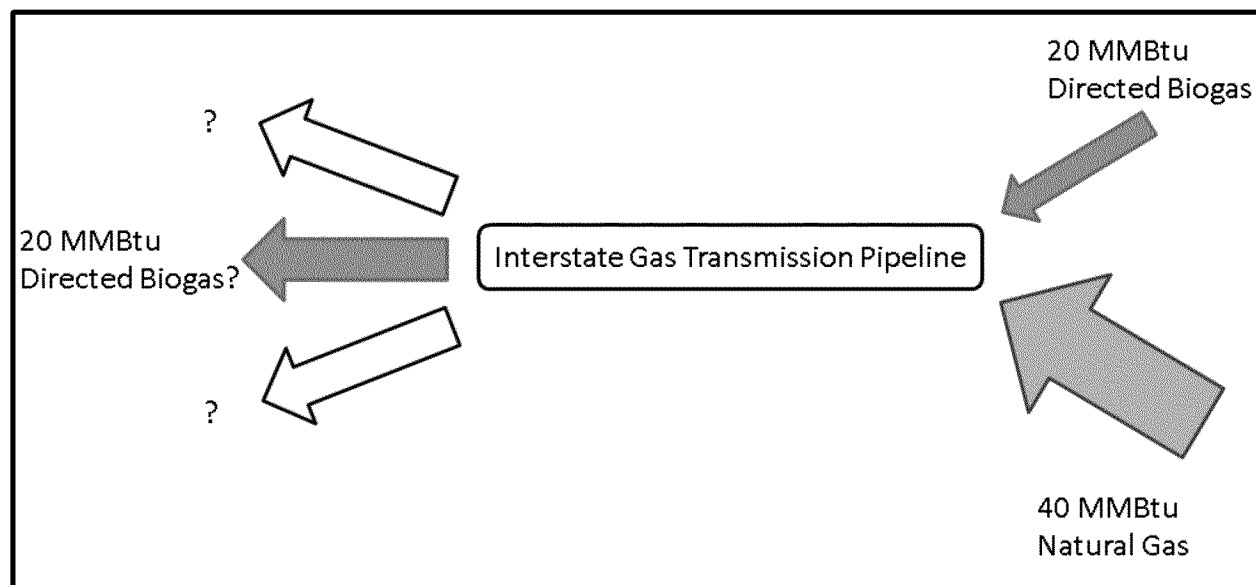 20 MMBtu
Directed Biogas
?
20 MMBtu
Directed Biogas?
Interstate Gas Transmission Pipeline
?
40 MMBtu
Natural Gas